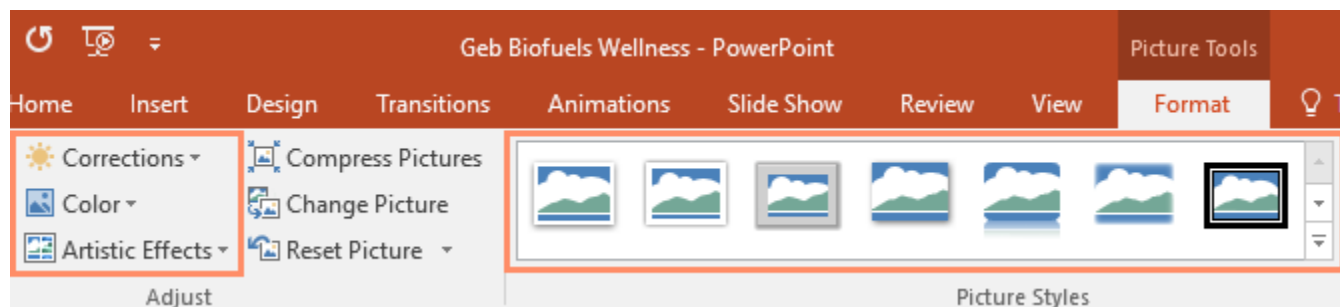 Geb Biofuels Wellness - PowerPoint
Picture Tools
Home Insert Design Transitions Animations Slide Show Review View Format
Corrections
Compress Pictures
Color
Change Picture
Artistic Effects
Reset Picture
Adjust
Picture Styles